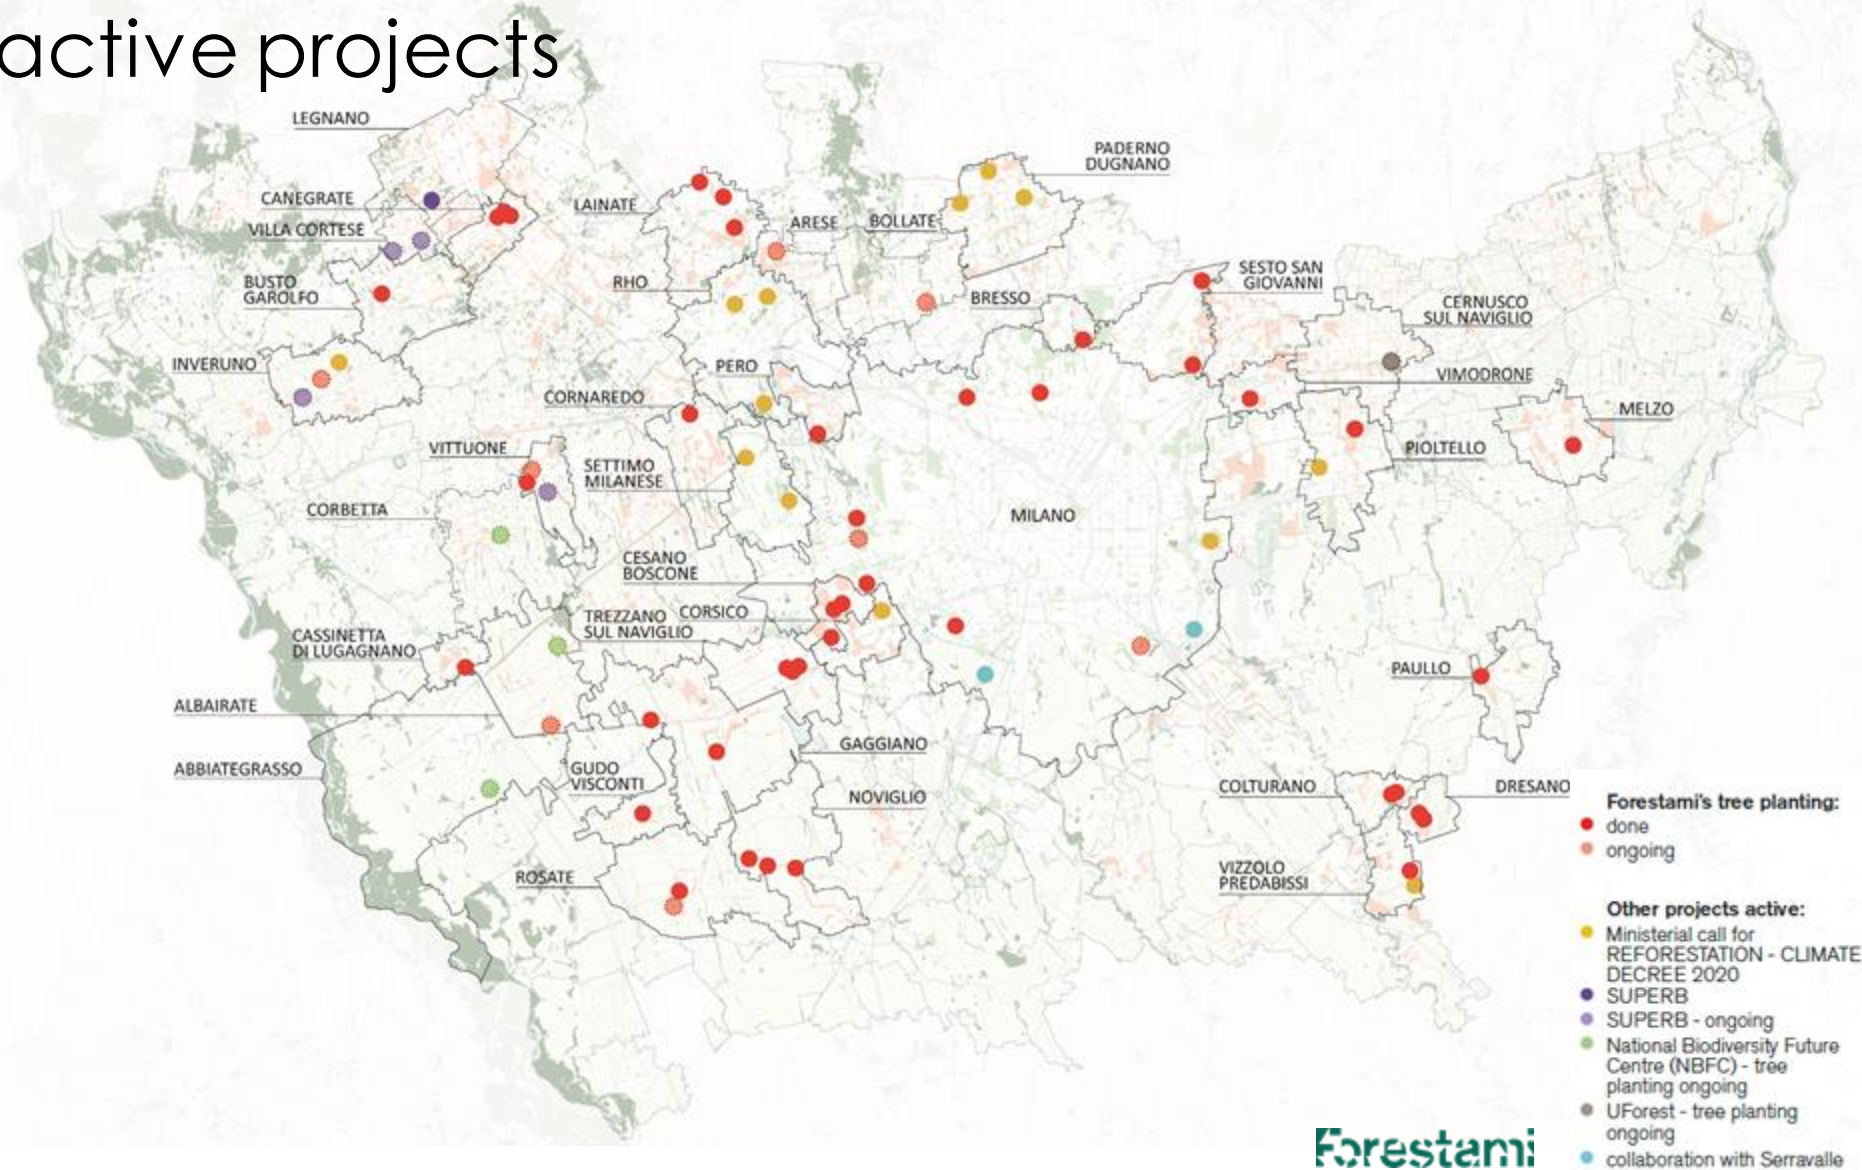 active projects
LEGNANO
PADERNO
DUGNANO
CANEGRATE
LAINATE
VILLA CORTESE
ARESE
BOLLATE
BUSTO
GAROLFO
RHO
BRESSO
SESTO SAN
GIOVANNI
CERNUSCO
SUL NAVIGLIO
INVERUNO
PERO
VIMODRONE
CORNAREDO
MELZO
VITTUONE
SETTIMO
MILANESE
PIOLTELLO
CORBETTA
MILANO
CESANO
BOSCONE
TREZZANO
SUL NAVIGLIO
CORSICO
CASSINETTA
DI LUGAGNANO
PAULLO
ALBAIRATE
GAGGIANO
ABBIATEGRASSO
GUDO
VISCONTI
NOVIGLIO
COLTURANO
DRESANO
ROSATE
VIZZOLO
PREDABISSI
Forestami's tree planting:
done
ongoing
Other projects active:
Ministerial call for
REFORESTATION - CLIMATE
DECREE 2020
SUPERB
SUPERB - ongoing
National Biodiversity Future
Centre (NBFC) - tree
planting ongoing
UForest - tree planting
ongoing
collaboration with Serravalle
Forestami